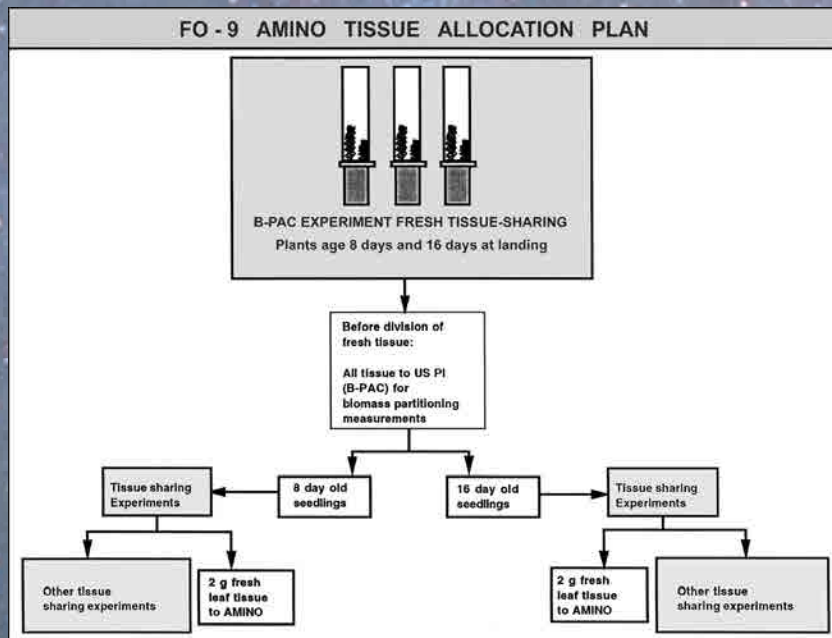 FO - 9 AMINO TISSUE ALLOCATION PLAN
B-PAC EXPERIMENT FRESH TISSUE-SHARING
Plants age 8 days and 16 days at landing
Before division of
fresh tissue:
All tissue to US PI
(B-PAC) for
biomass partitioning
measurements
Tissue sharing
Experiments
8 day old
seedlings
16 day old
seedlings
Tissue sharing
Experiments
Other tissue
sharing experiments
2 g fresh
leaf tissue
to AMINO
2 g fresh
leaf tissue
to AMINO
Other tissue
sharing experiments